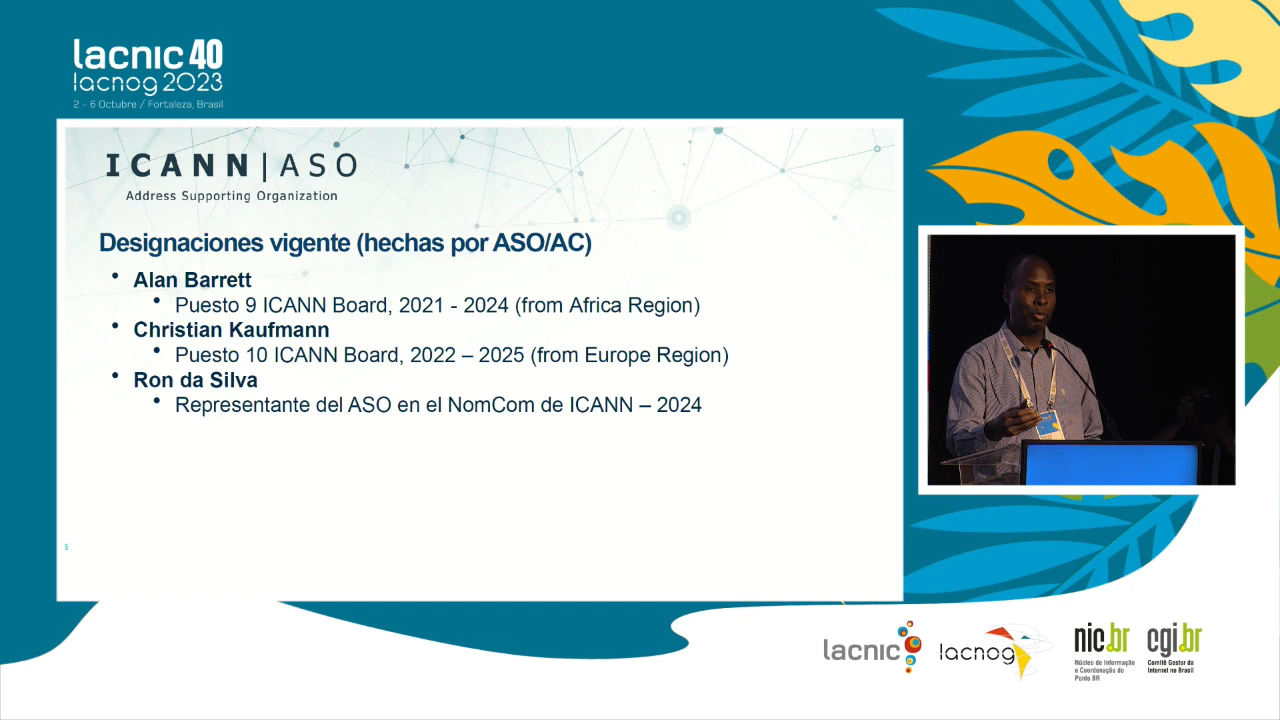 lacnic 40
lacnog 2023
2 - 6 Octubre / Fortaleza, Brasil
ICANN|ASO
Address Supporting Organization
Designaciones vigente (hechas por ASO/AC)
• Alan Barrett
• Puesto 9 ICANN Board, 2021 - 2024 (from Africa Region)
• Christian Kaufmann
• Puesto 10 ICANN Board, 2022 – 2025 (from Europe Region)
• Ron da Silva
• Representante del ASO en el NomCom de ICANN – 2024
lacnic
lacnog
nic.br
Núcleo de Informação
e Coordenação do
Ponto BR
cgi.br
Comitê Gestor da
Internet no Brasil